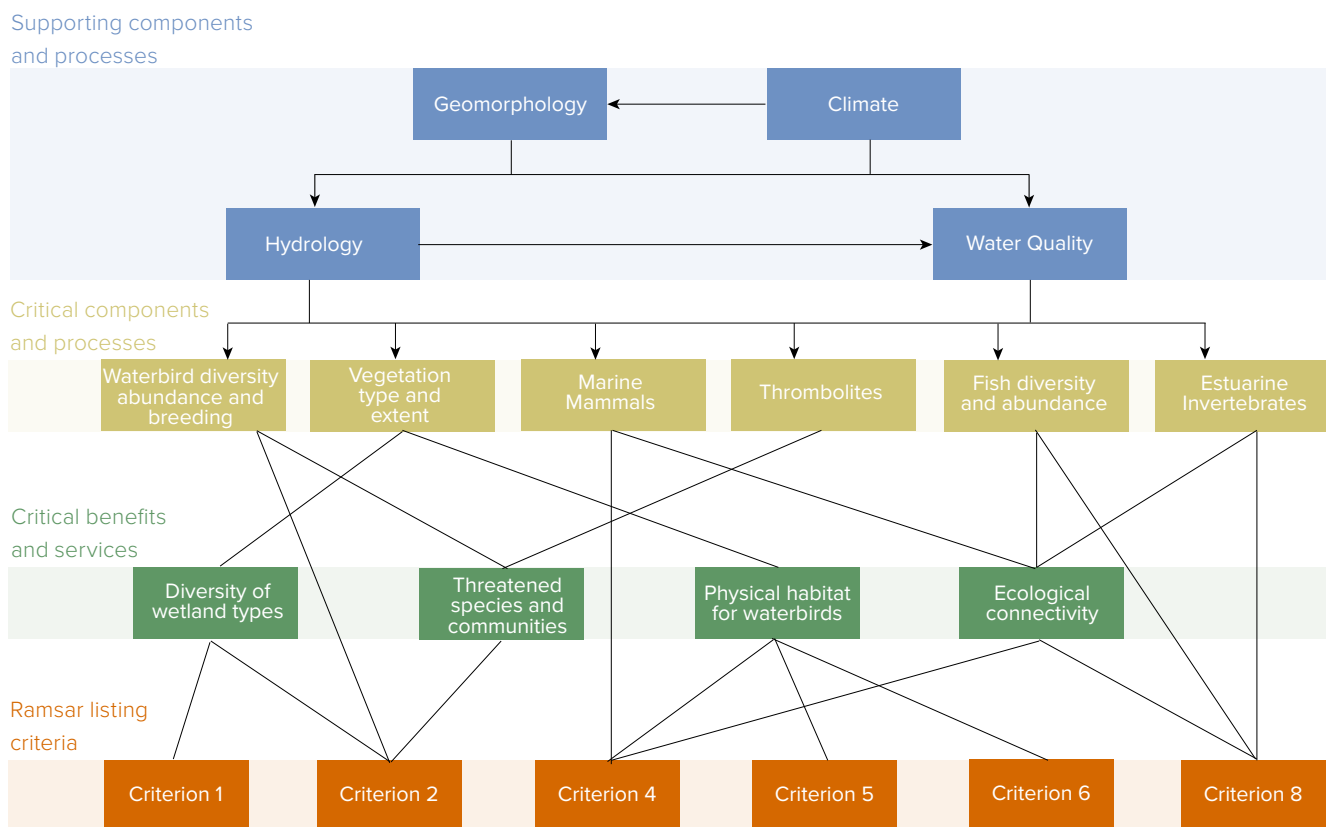 Supporting components
and processes
Geomorphology
Climate
Hydrology
Water Quality
Critical components
and processes
Waterbird diversity
abundance and
breeding
Vegetation
type and
extent
Marine
Mammals
Thrombolites
Fish diversity
and abundance
Estuarine
Invertebrates
Critical benefits
and services
Diversity of
wetland types
Threatened
species and
communities
Physical habitat
for waterbirds
Ecological
connectivity
Ramsar listing
criteria
Criterion 1
Criterion 2
Criterion 4
Criterion 5
Criterion 6
Criterion 8